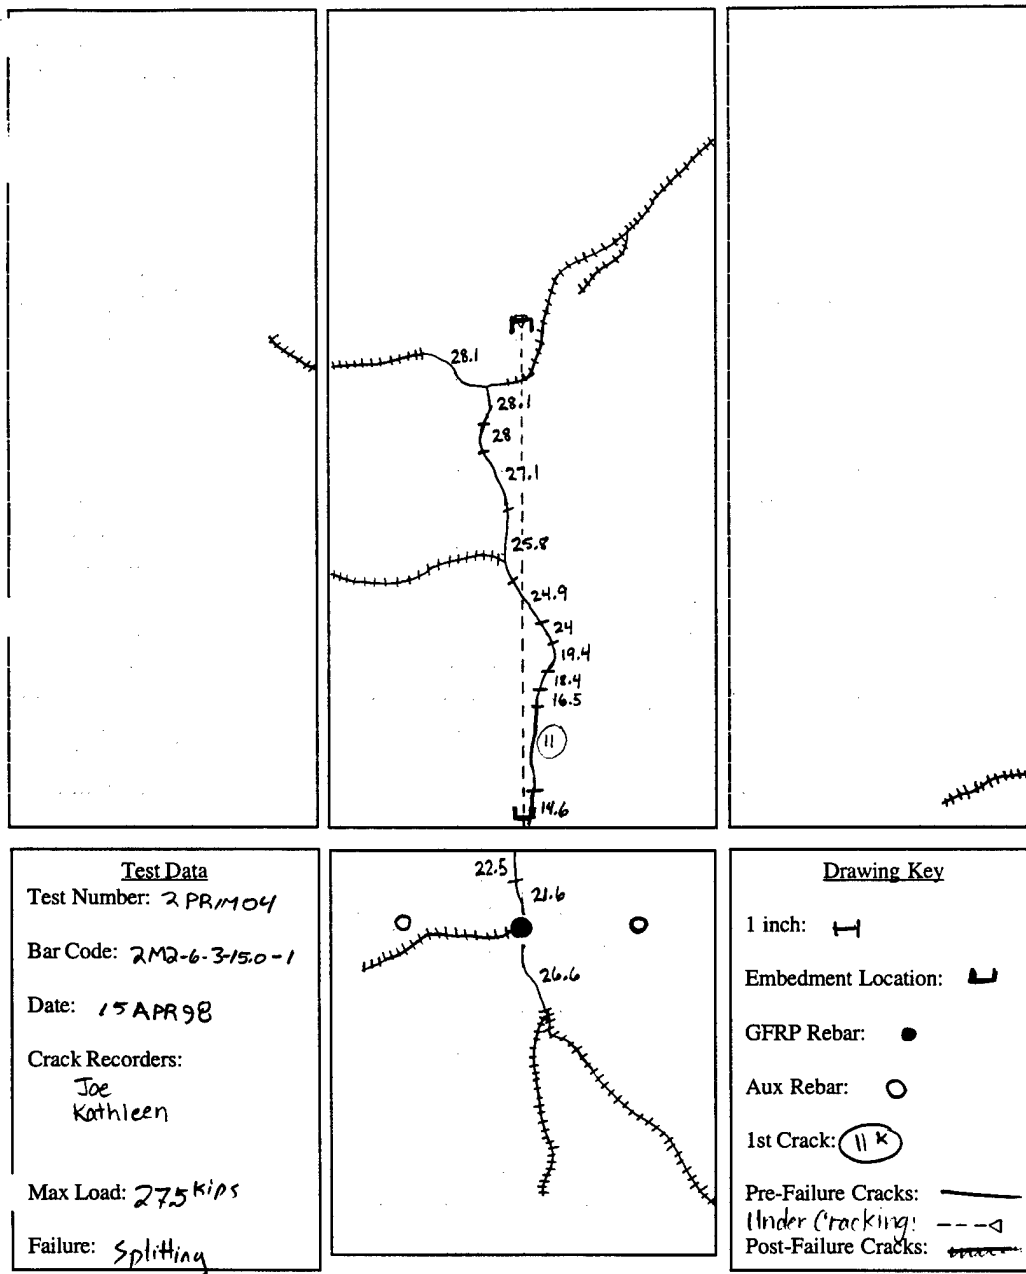 28.1
28.1
28
27.1
25.8
24.9
24
19.4
18.4
16.5
11
14.6
Test Data
Test Number: 2PRIM04
Bar Code: 2M2-6-3-15.0-1
Date: 15APR98
Crack Recorders:
Joe
Kathleen
Max Load: 27.5 kips
Failure: Splitting
22.5
21.6
26.6
Drawing Key
1 inch:
Embedment Location:
GFRP Rebar:
Aux Rebar:
1st Crack: 11 K
Pre-Failure Cracks:
Under Cracking:
Post-Failure Cracks: